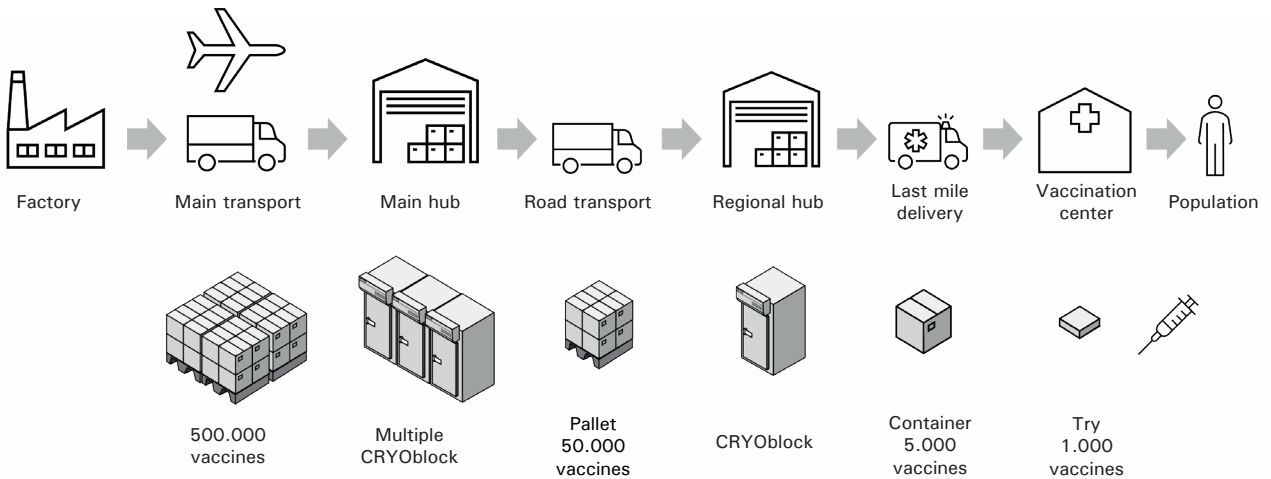 Factory
Main transport
Main hub
Road transport
Regional hub
Last mile
delivery
Vaccination
center
Population
500.000
vaccines
Multiple
CRYOblock
Pallet
50.000
vaccines
CRYOblock
Container
5.000
vaccines
Try
1.000
vaccines